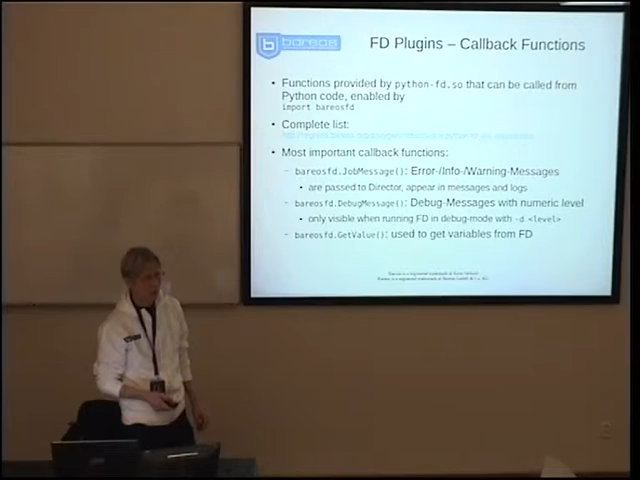 b bareos
FD Plugins – Callback Functions
• Functions provided by python-fd.so that can be called from
Python code, enabled by
import bareosfd
• Complete list:
• Most important callback functions:
– bareosfd.JobMessage(): Error-/Info-/Warning-Messages
• are passed to Director, appear in messages and logs
– bareosfd.DebugMessage(): Debug-Messages with numeric level
• only visible when running FD in debug-mode with -d <level>
– bareosfd.GetValue(): used to get variables from FD